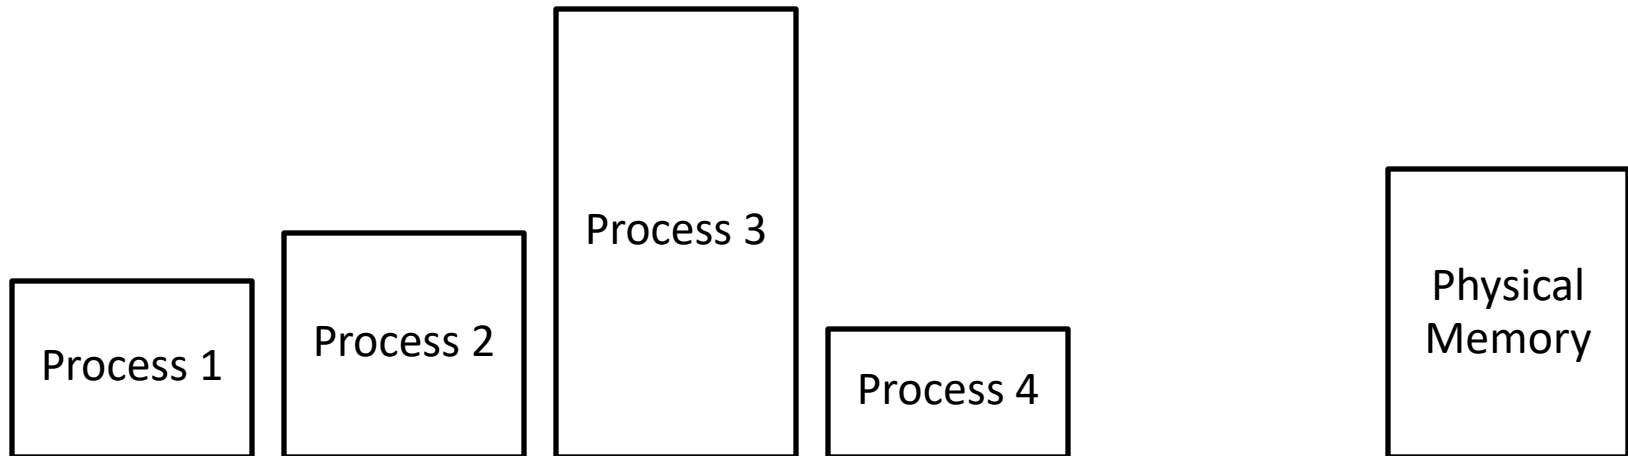 Process 1
Process 2
Process 3
Process 4
Physical
Memory